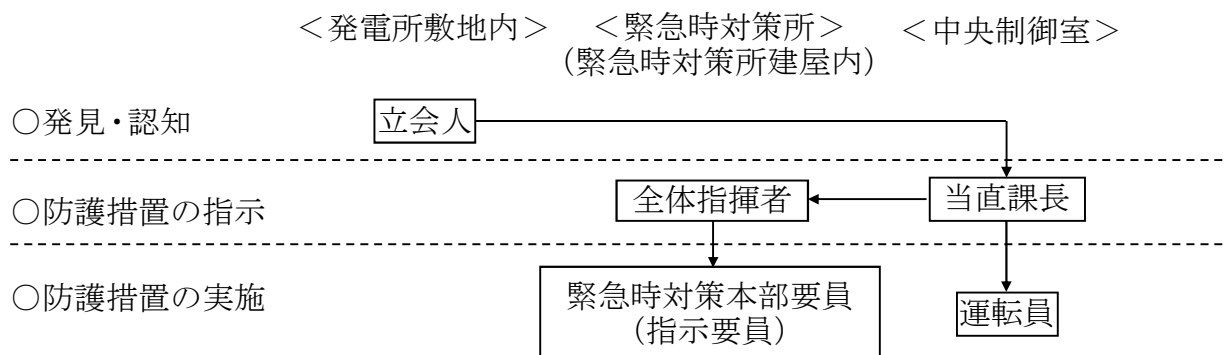 ＜発電所敷地内＞ ＜緊急時対策所＞ ＜中央制御室＞
（緊急時対策所建屋内）
○発見・認知 立会人
○防護措置の指示 全体指揮者 当直課長
○防護措置の実施 緊急時対策本部要員 運転員
（指示要員）